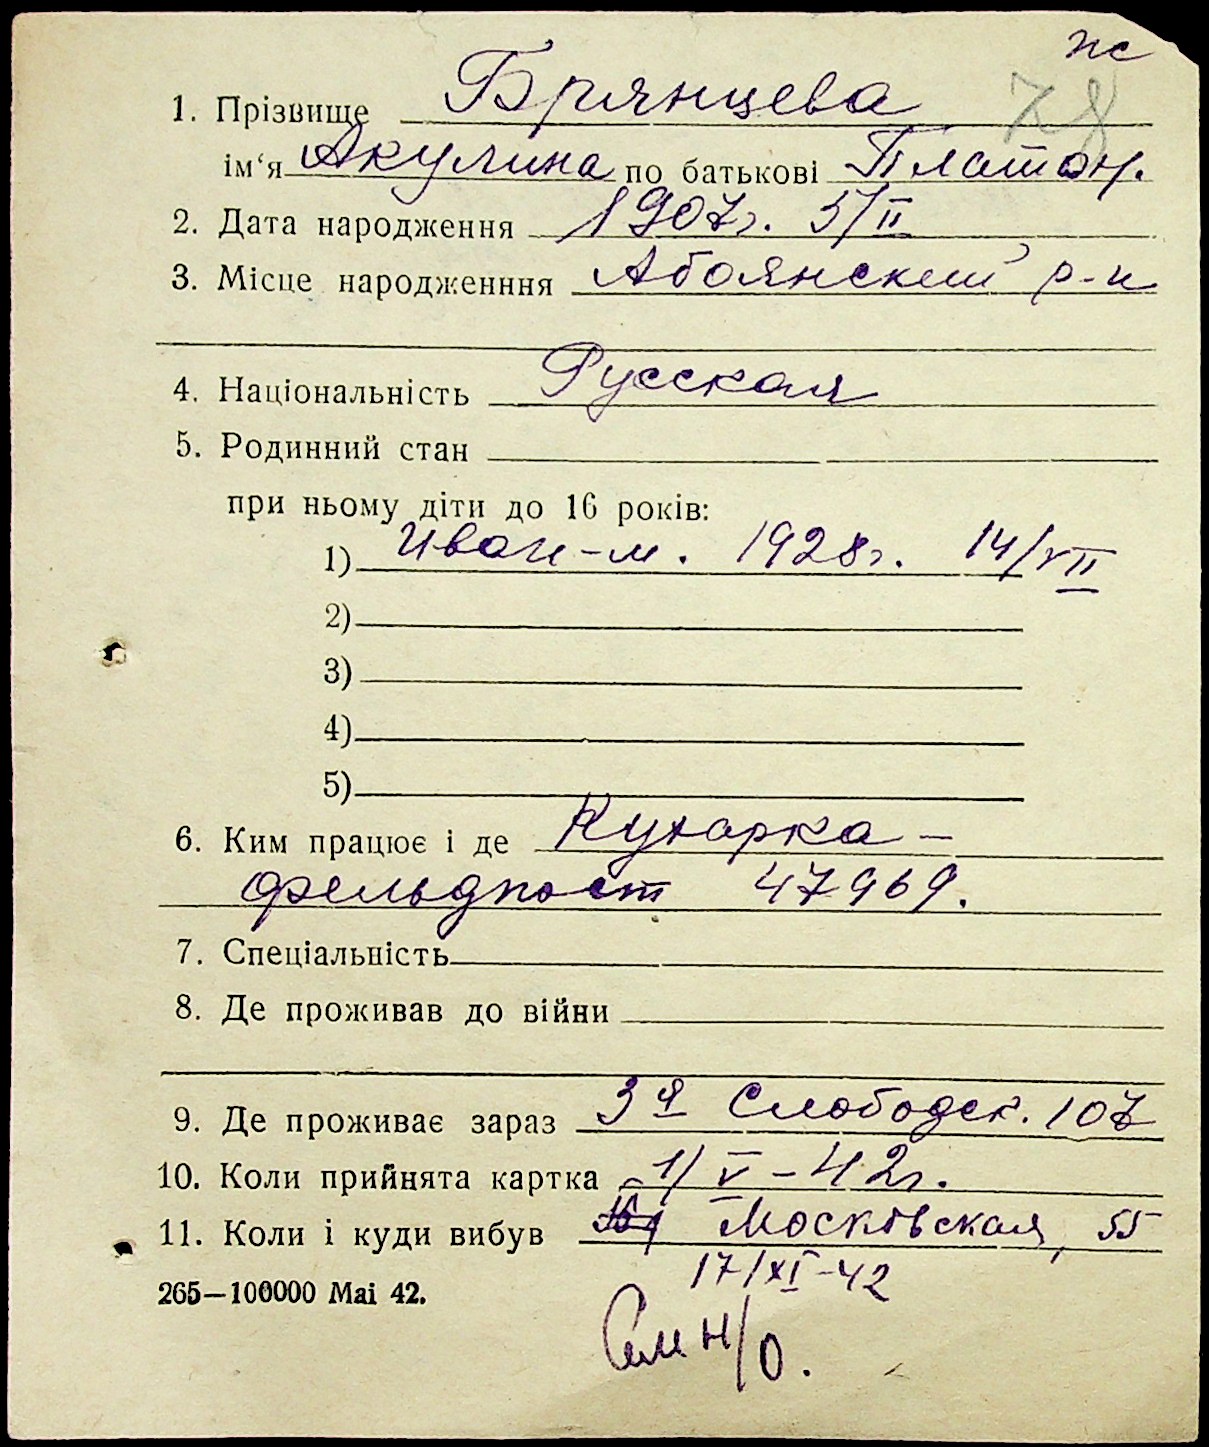 ж
78
1. Прізвище Брянцева
ім‘я Акулина по батькові Платон.
2. Дата народження 1907г. 5/II
3. Місце народженння Абоянский р-н
4. Національність Русская
5. Родинний стан
при ньому діти до 16 років:
1) Иван-м. 1928г. 14/VII
2)
3)
4)
5)
6. Ким працює і де Кухарка –
фельдпост 47969.
7. Спеціальність
8. Де проживав до війни
9. Де проживає зараз 3я Слободск. 107
10. Коли прийнята картка 1/V–42г.
11. Коли і куди вибув Московская, 55
17/XI-42
265—100000 Mai 42.
См н/о.